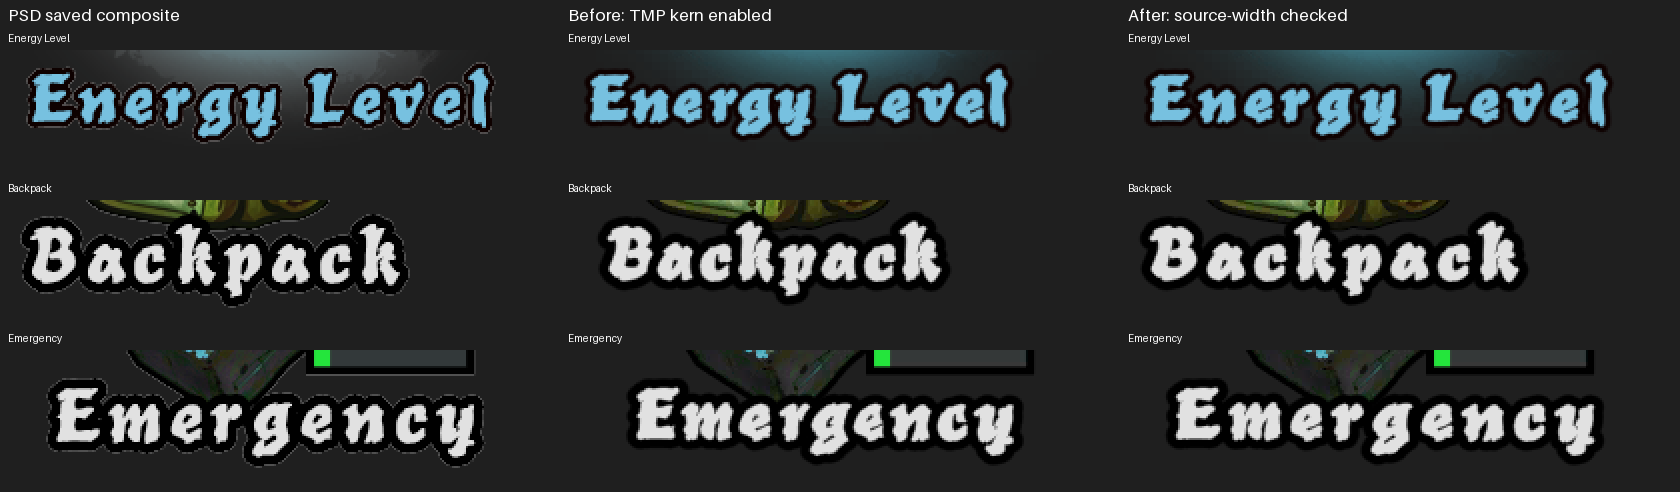 PSD saved composite
Before: TMP kern enabled
After: source-width checked
Energy Level
Energy Level
Energy Level
Energy Level
Energy Level
Energy Level
Backpack
Backpack
Backpack
Backpack
Backpack
Backpack
Emergency
Emergency
Emergency
Emergency
Emergency
Emergency